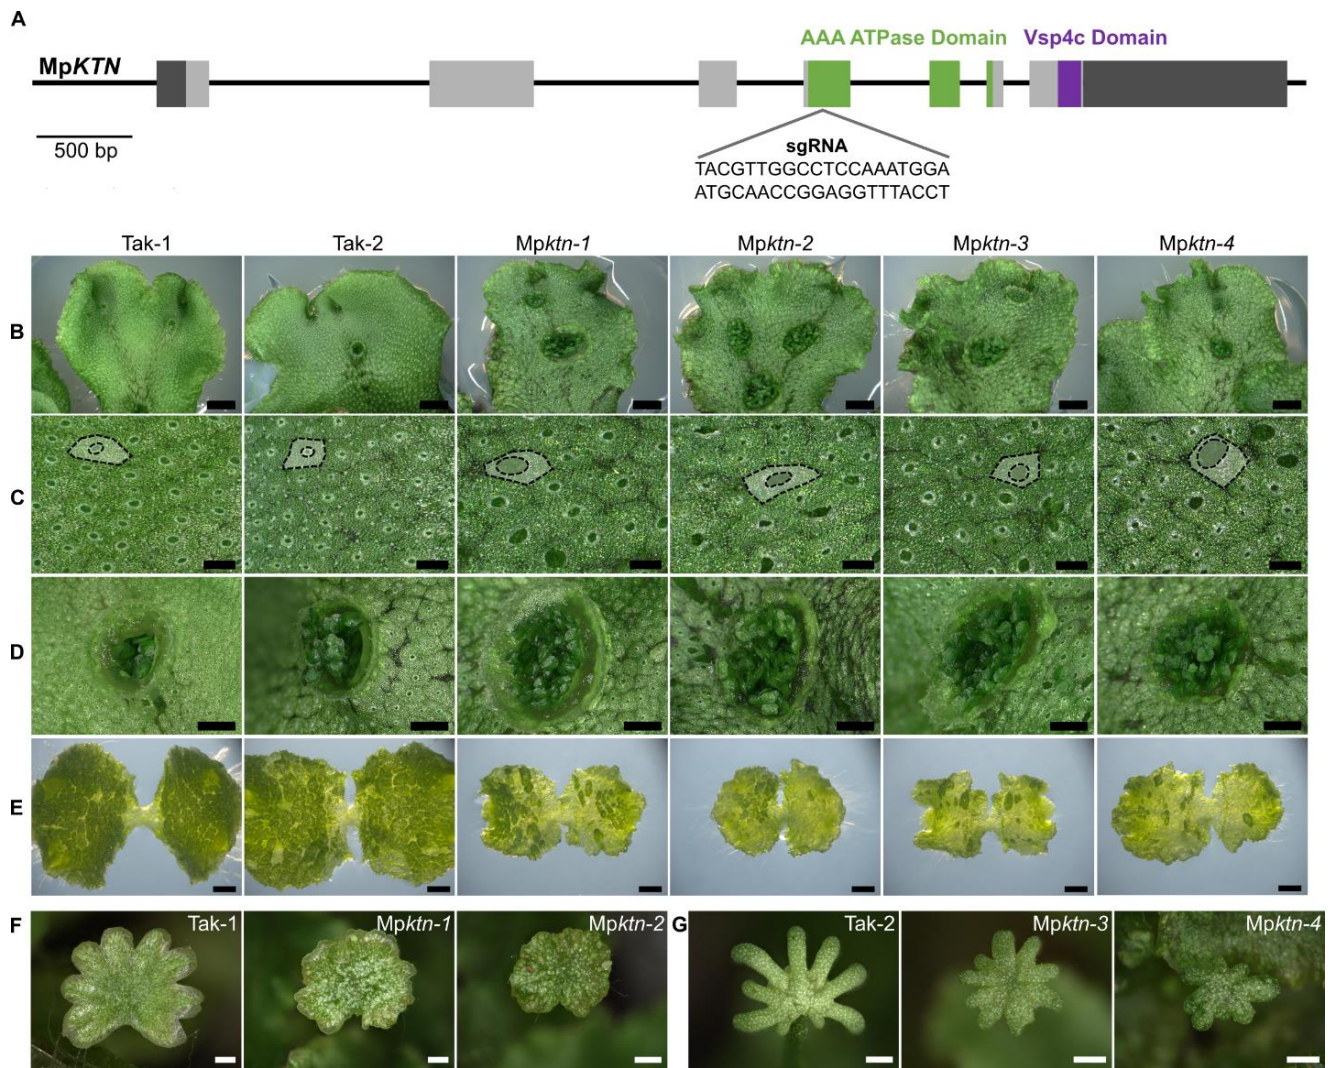 A
AAA ATPase Domain Vsp4c Domain
MpKTN
500 bp
sgRNA
TACGTTGGCCTCCAAATGGA
ATGCAACCGGAGGTTTACCT
Tak-1 Tak-2 Mpktn-1 Mpktn-2 Mpktn-3 Mpktn-4
B
C
D
E
F Tak-1 Mpktn-1 Mpktn-2 G Tak-2 Mpktn-3 Mpktn-4